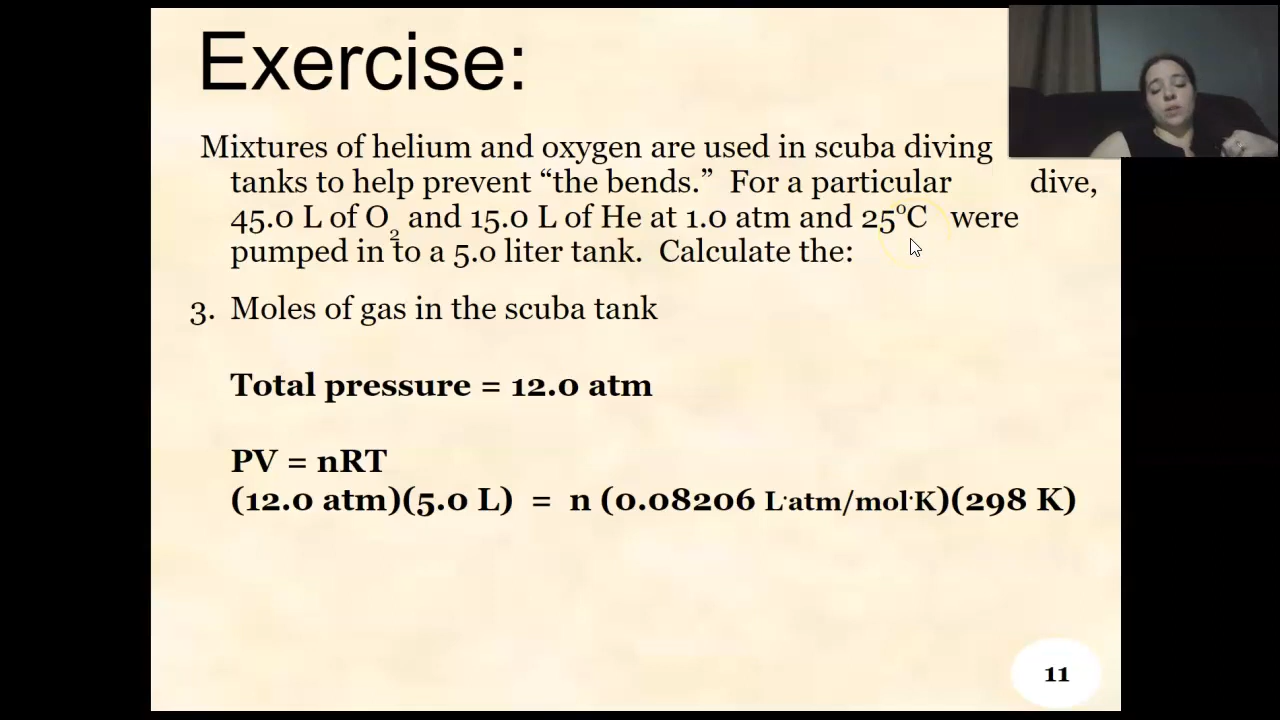 Exercise:
Mixtures of helium and oxygen are used in scuba diving
tanks to help prevent “the bends.” For a particular dive,
45.0 L of O₂ and 15.0 L of He at 1.0 atm and 25°C were
pumped in to a 5.0 liter tank. Calculate the:
3. Moles of gas in the scuba tank
Total pressure = 12.0 atm
PV = nRT
(12.0 atm)(5.0 L) = n (0.08206 L·atm/mol·K)(298 K)
11